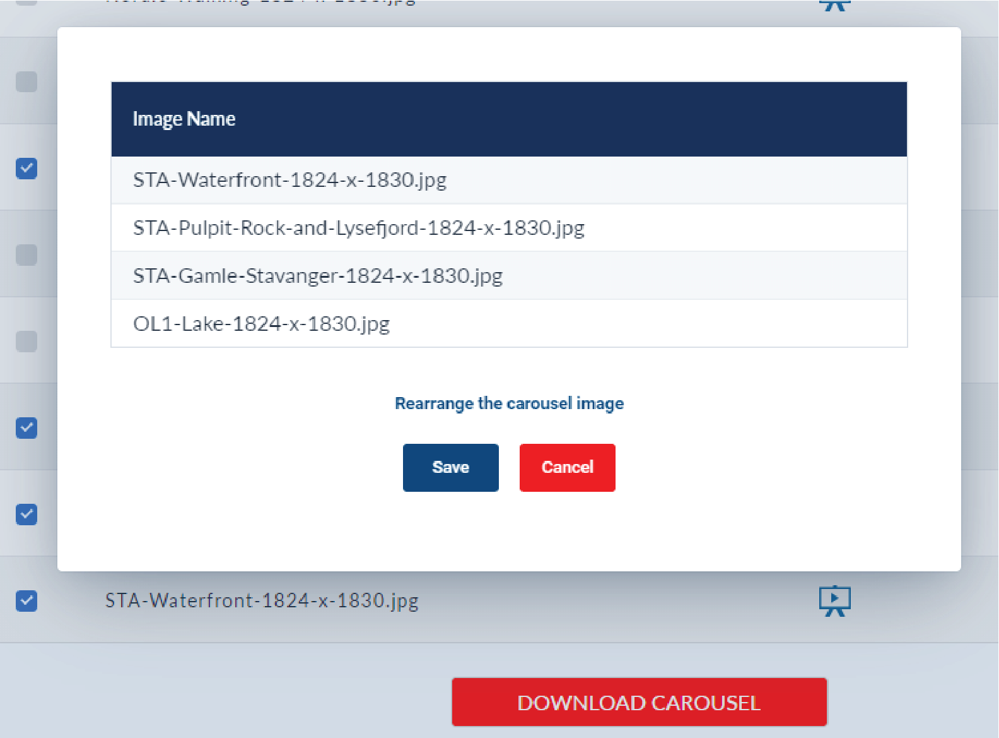 Image Name
STA-Waterfront-1824-x-1830.jpg
STA-Pulpit-Rock-and-Lysefjord-1824-x-1830.jpg
STA-Gamle-Stavanger-1824-x-1830.jpg
OL1-Lake-1824-x-1830.jpg
Rearrange the carousel image
Save
Cancel
STA-Waterfront-1824-x-1830.jpg
DOWNLOAD CAROUSEL